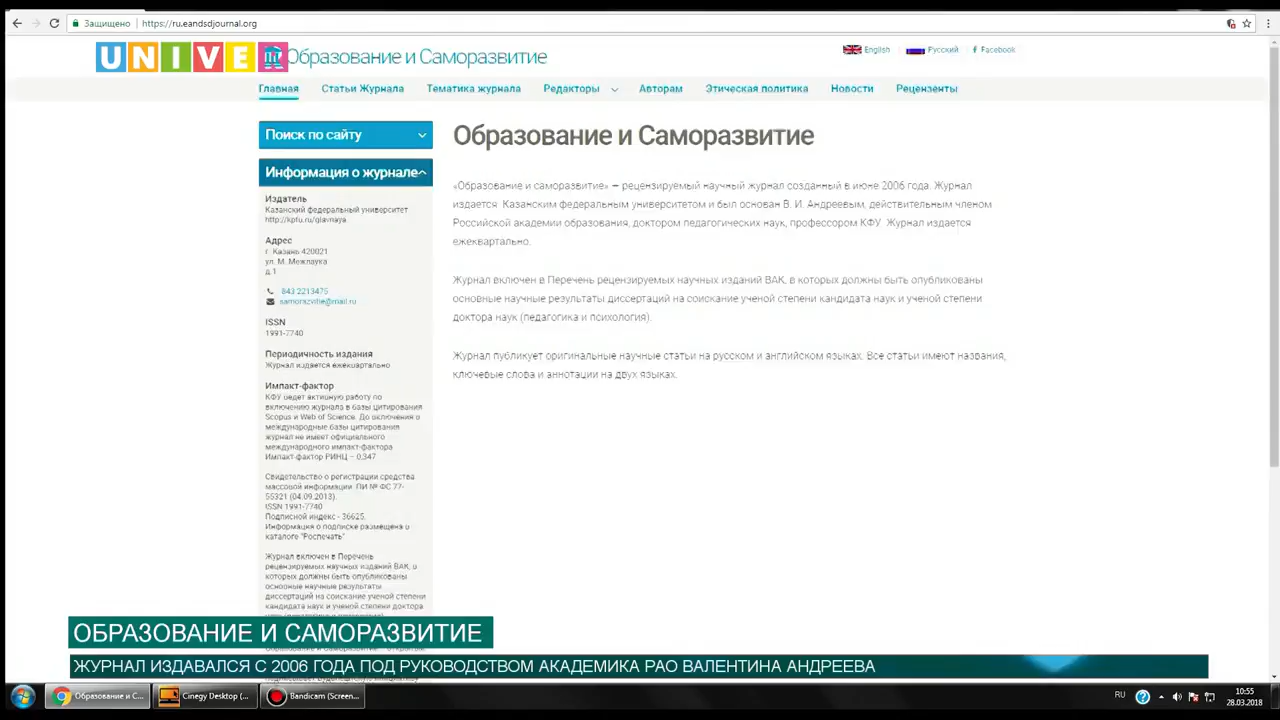 Защищено https://ru.eandsdjournal.org
UNIVER
Образование и Саморазвитие
English Русский Facebook
Главная Статьи Журнала Тематика журнала Редакторы Авторам Этическая политика Новости Рецензенты
Поиск по сайту
Информация о журнале
Издатель
Казанский федеральный университет
http://kpfu.ru/glavnaya
Адрес
г. Казань 420021
ул. М. Межлаука
д.1
843 2213475
samorazvitie@mail.ru
ISSN
1991-7740
Периодичность издания
Журнал издается ежеквартально
Импакт-фактор
КФУ ведет активную работу по
включению журнала в базы цитирования
Scopus и Web of Science. До включения в
международные базы цитирования
журнал не имеет официального
международного импакт-фактора
Импакт-фактор РИНЦ – 0,347
Свидетельство о регистрации средства
массовой информации: ПИ № ФС 77-
55321 (04.09.2013).
ISSN 1991-7740
Подписной индекс - 36625.
Информация о подписке размещена в
каталоге "Роспечать"
Журнал включен в Перечень
рецензируемых научных изданий ВАК, в
которых должны быть опубликованы
основные научные результаты
диссертаций на соискание ученой степени
кандидата наук и ученой степени доктора
Образование и Саморазвитие
«Образование и саморазвитие» – рецензируемый научный журнал созданный в июне 2006 года. Журнал
издается Казанским федеральным университетом и был основан В. И. Андреевым, действительным членом
Российской академии образования, доктором педагогических наук, профессором КФУ. Журнал издается
ежеквартально.
Журнал включен в Перечень рецензируемых научных изданий ВАК, в которых должны быть опубликованы
основные научные результаты диссертаций на соискание ученой степени кандидата наук и ученой степени
доктора наук (педагогика и психология).
Журнал публикует оригинальные научные статьи на русском и английском языках. Все статьи имеют названия,
ключевые слова и аннотации на двух языках.
ОБРАЗОВАНИЕ И САМОРАЗВИТИЕ
ЖУРНАЛ ИЗДАВАЛСЯ С 2006 ГОДА ПОД РУКОВОДСТВОМ АКАДЕМИКА РАО ВАЛЕНТИНА АНДРЕЕВА
Образование и С... Cinegy Desktop (... Bandicam (Screen... RU 10:55
28.03.2018